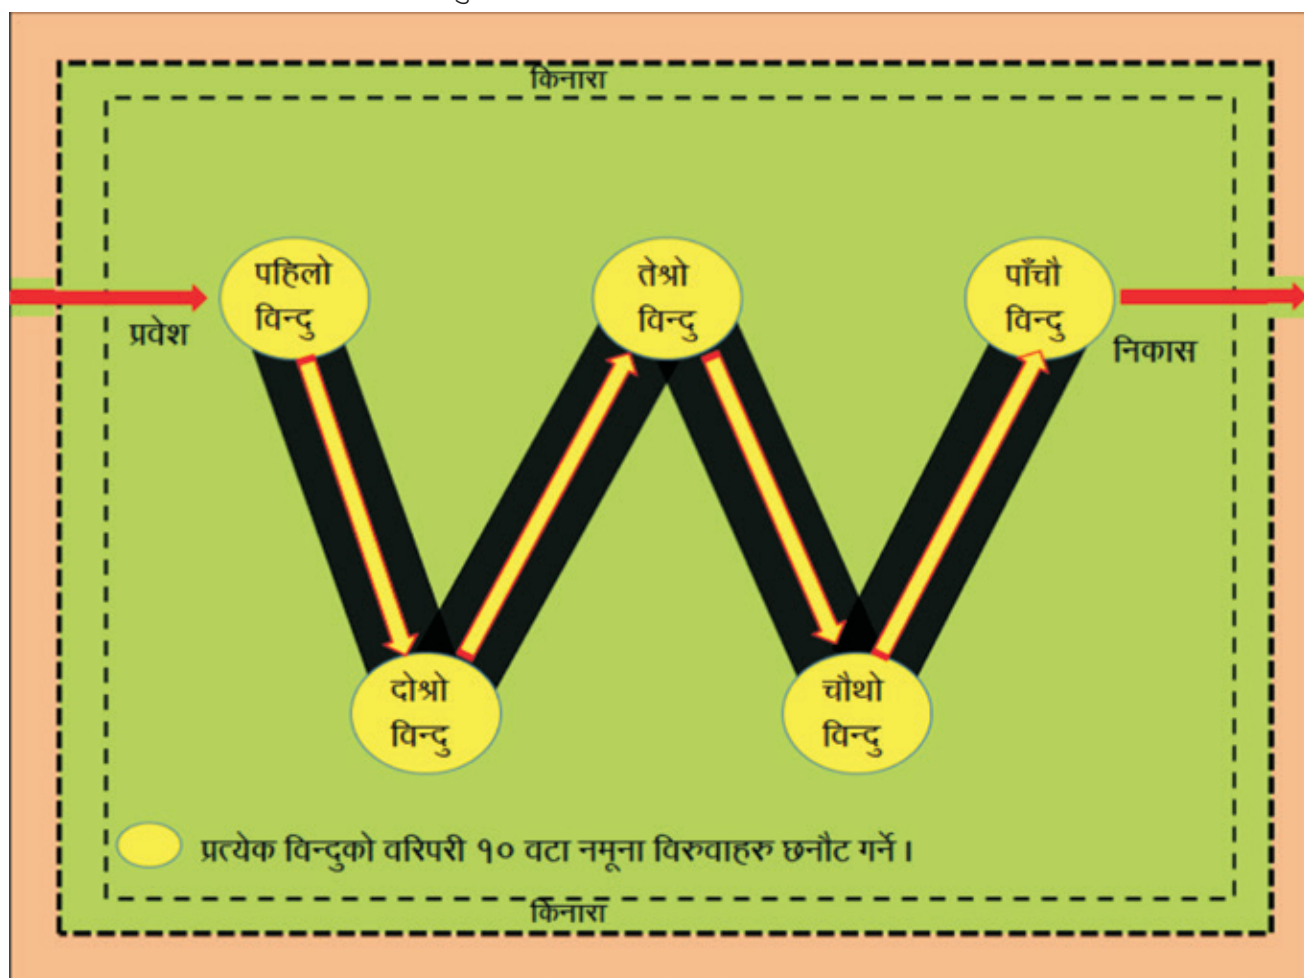 किनारा
पहिलो
विन्दु
तेश्रो
विन्दु
पाँचौ
विन्दु
प्रवेश
निकास
दोश्रो
विन्दु
चौथो
विन्दु
प्रत्येक विन्दुको वरिपरी १० वटा नमूना विरुवाहरु छनौट गर्ने ।
किनारा